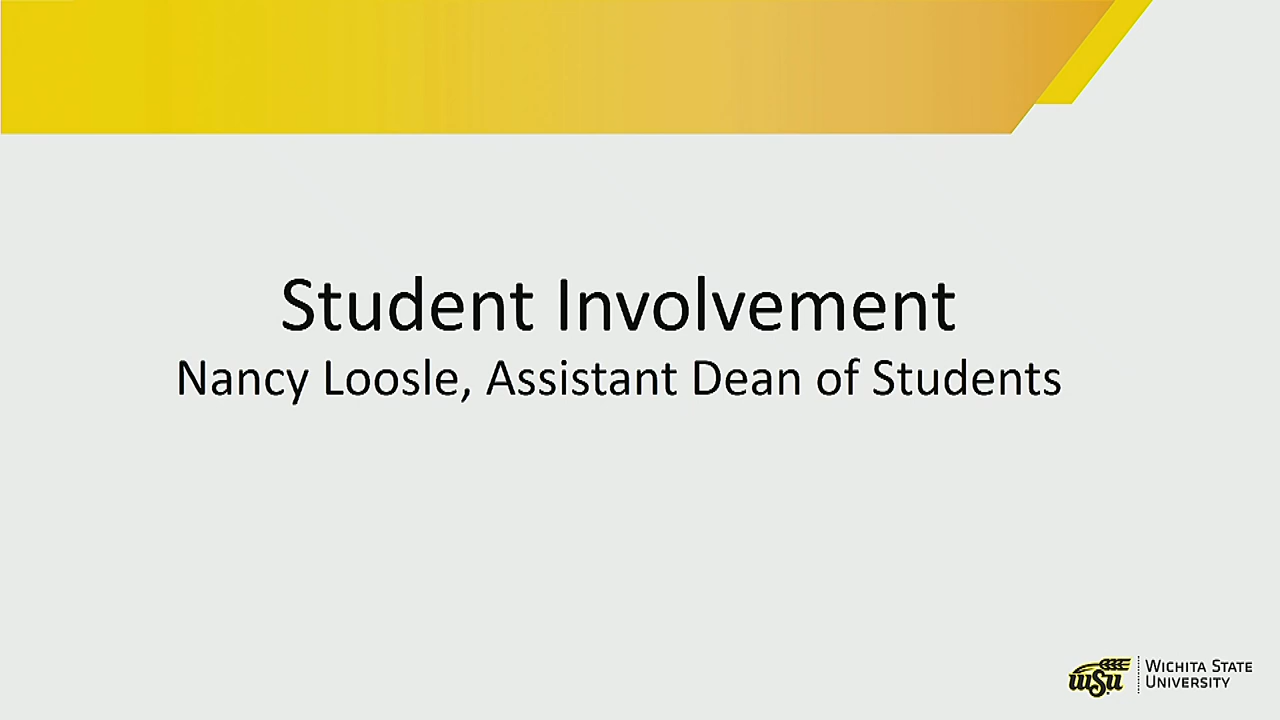 Student Involvement
Nancy Loosle, Assistant Dean of Students
wsu
WICHITA STATE
UNIVERSITY